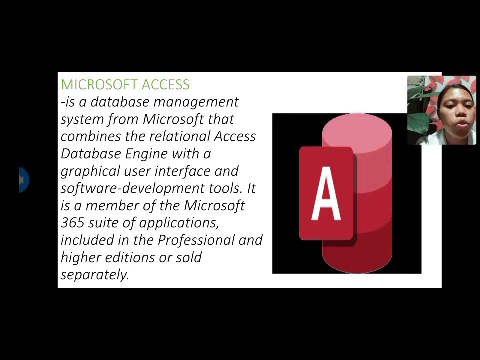 MICROSOFT ACCESS
-is a database management
system from Microsoft that
combines the relational Access
Database Engine with a
graphical user interface and
software-development tools. It
is a member of the Microsoft
365 suite of applications,
included in the Professional and
higher editions or sold
separately.
A